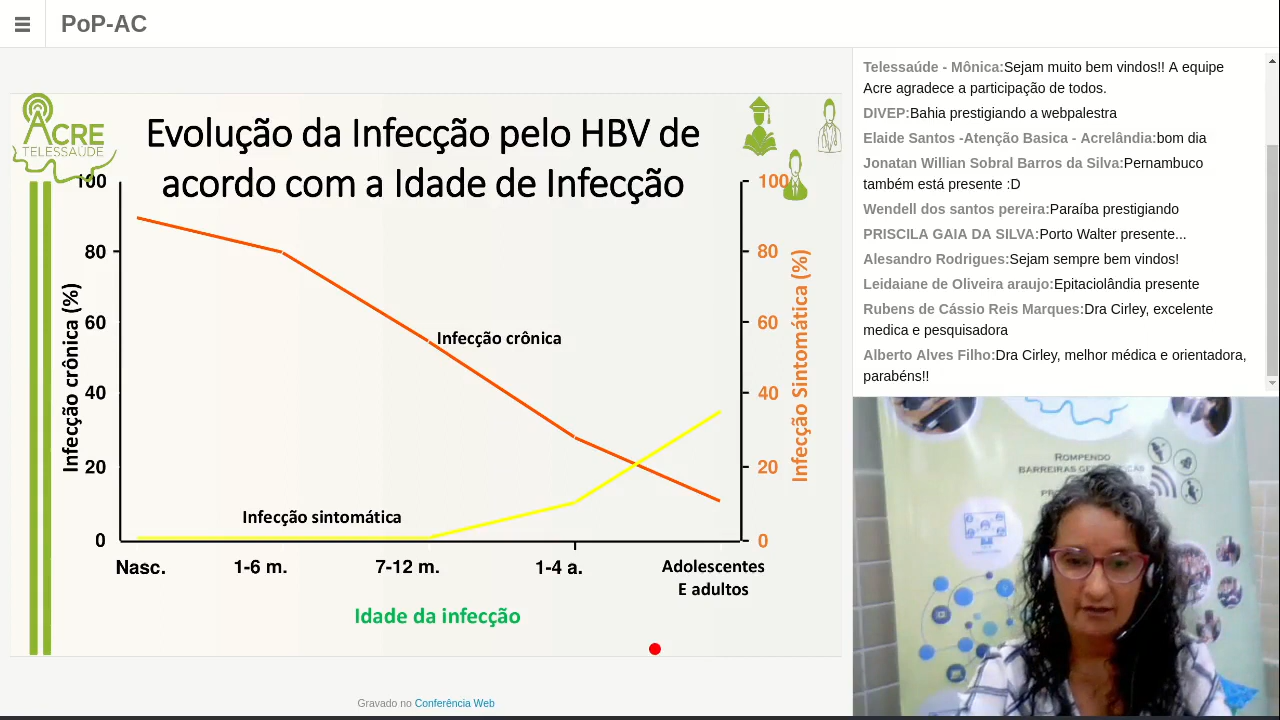 PoP-AC
ACRE
TELESSAÚDE
Evolução da Infecção pelo HBV de
acordo com a Idade de Infecção
100
80
60
40
20
0
Infecção crônica (%)
Infecção crônica
Infecção sintomática
100
80
60
40
20
0
Infecção Sintomática (%)
Nasc.
1-6 m.
7-12 m.
1-4 a.
Adolescentes
E adultos
Idade da infecção
Gravado no Conferência Web
Telessaúde - Mônica:Sejam muito bem vindos!! A equipe
Acre agradece a participação de todos.
DIVEP:Bahia prestigiando a webpalestra
Elaide Santos -Atenção Basica - Acrelândia:bom dia
Jonatan Willian Sobral Barros da Silva:Pernambuco
também está presente :D
Wendell dos santos pereira:Paraíba prestigiando
PRISCILA GAIA DA SILVA:Porto Walter presente...
Alesandro Rodrigues:Sejam sempre bem vindos!
Leidaiane de Oliveira araujo:Epitaciolândia presente
Rubens de Cássio Reis Marques:Dra Cirley, excelente
medica e pesquisadora
Alberto Alves Filho:Dra Cirley, melhor médica e orientadora,
parabéns!!
ROMPENDO
BARREIRAS